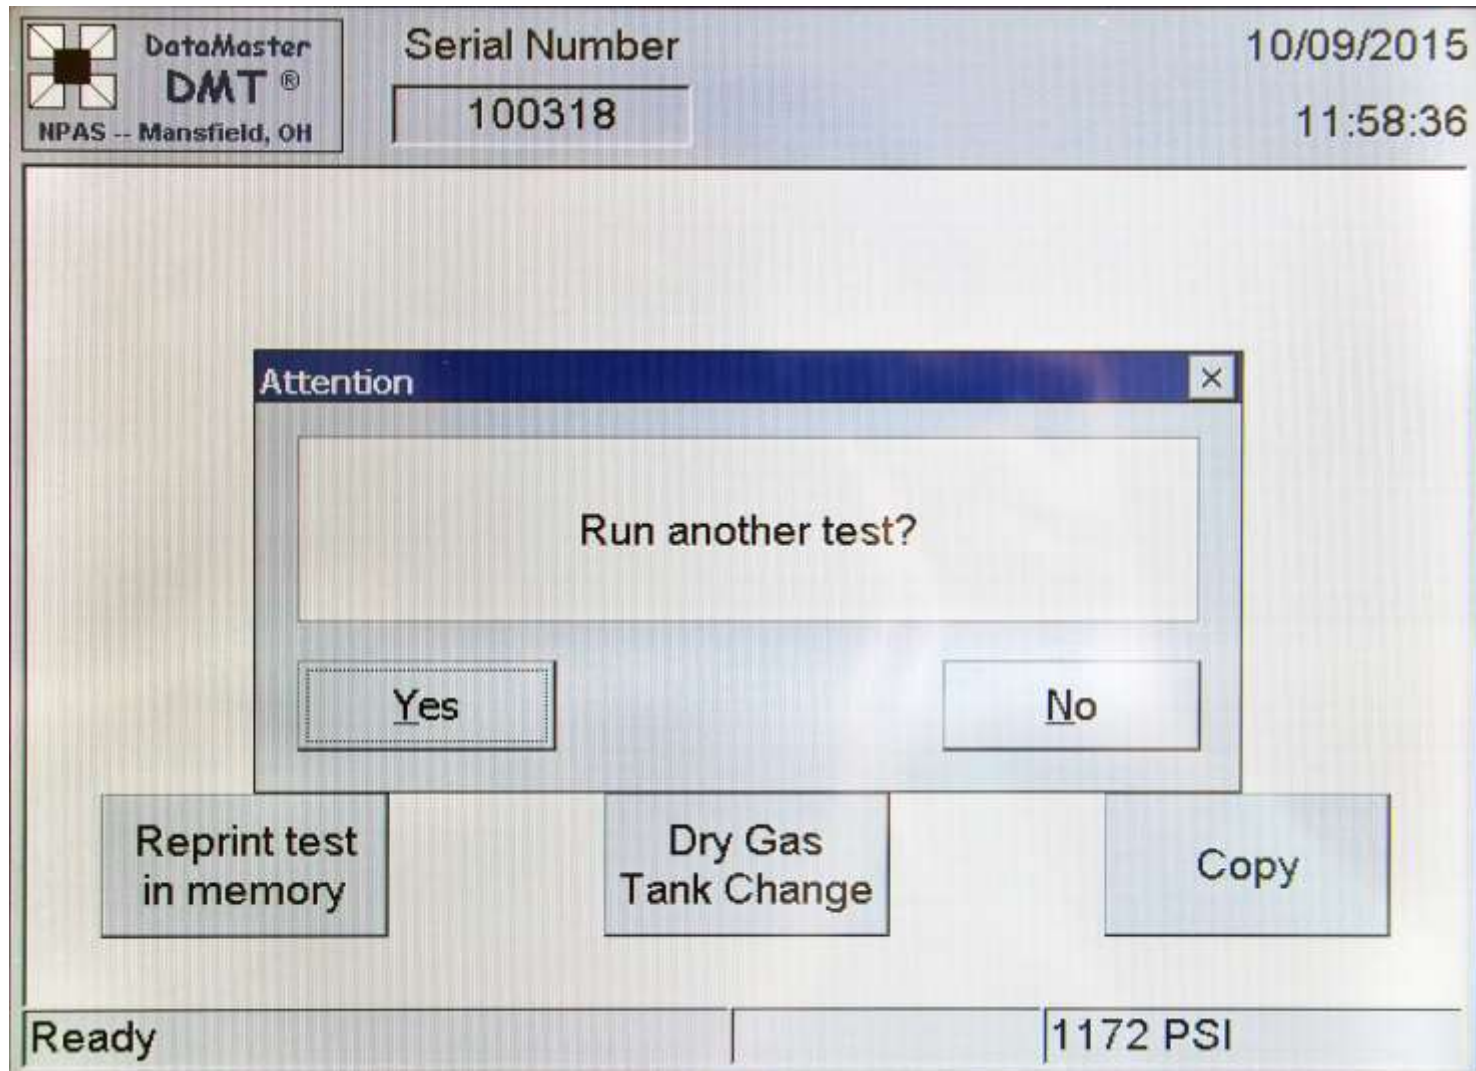 DataMaster
DMT ®
NPAS -- Mansfield, OH
Serial Number
100318
10/09/2015
11:58:36
Attention
Run another test?
Yes
No
Reprint test
in memory
Dry Gas
Tank Change
Copy
Ready
1172 PSI